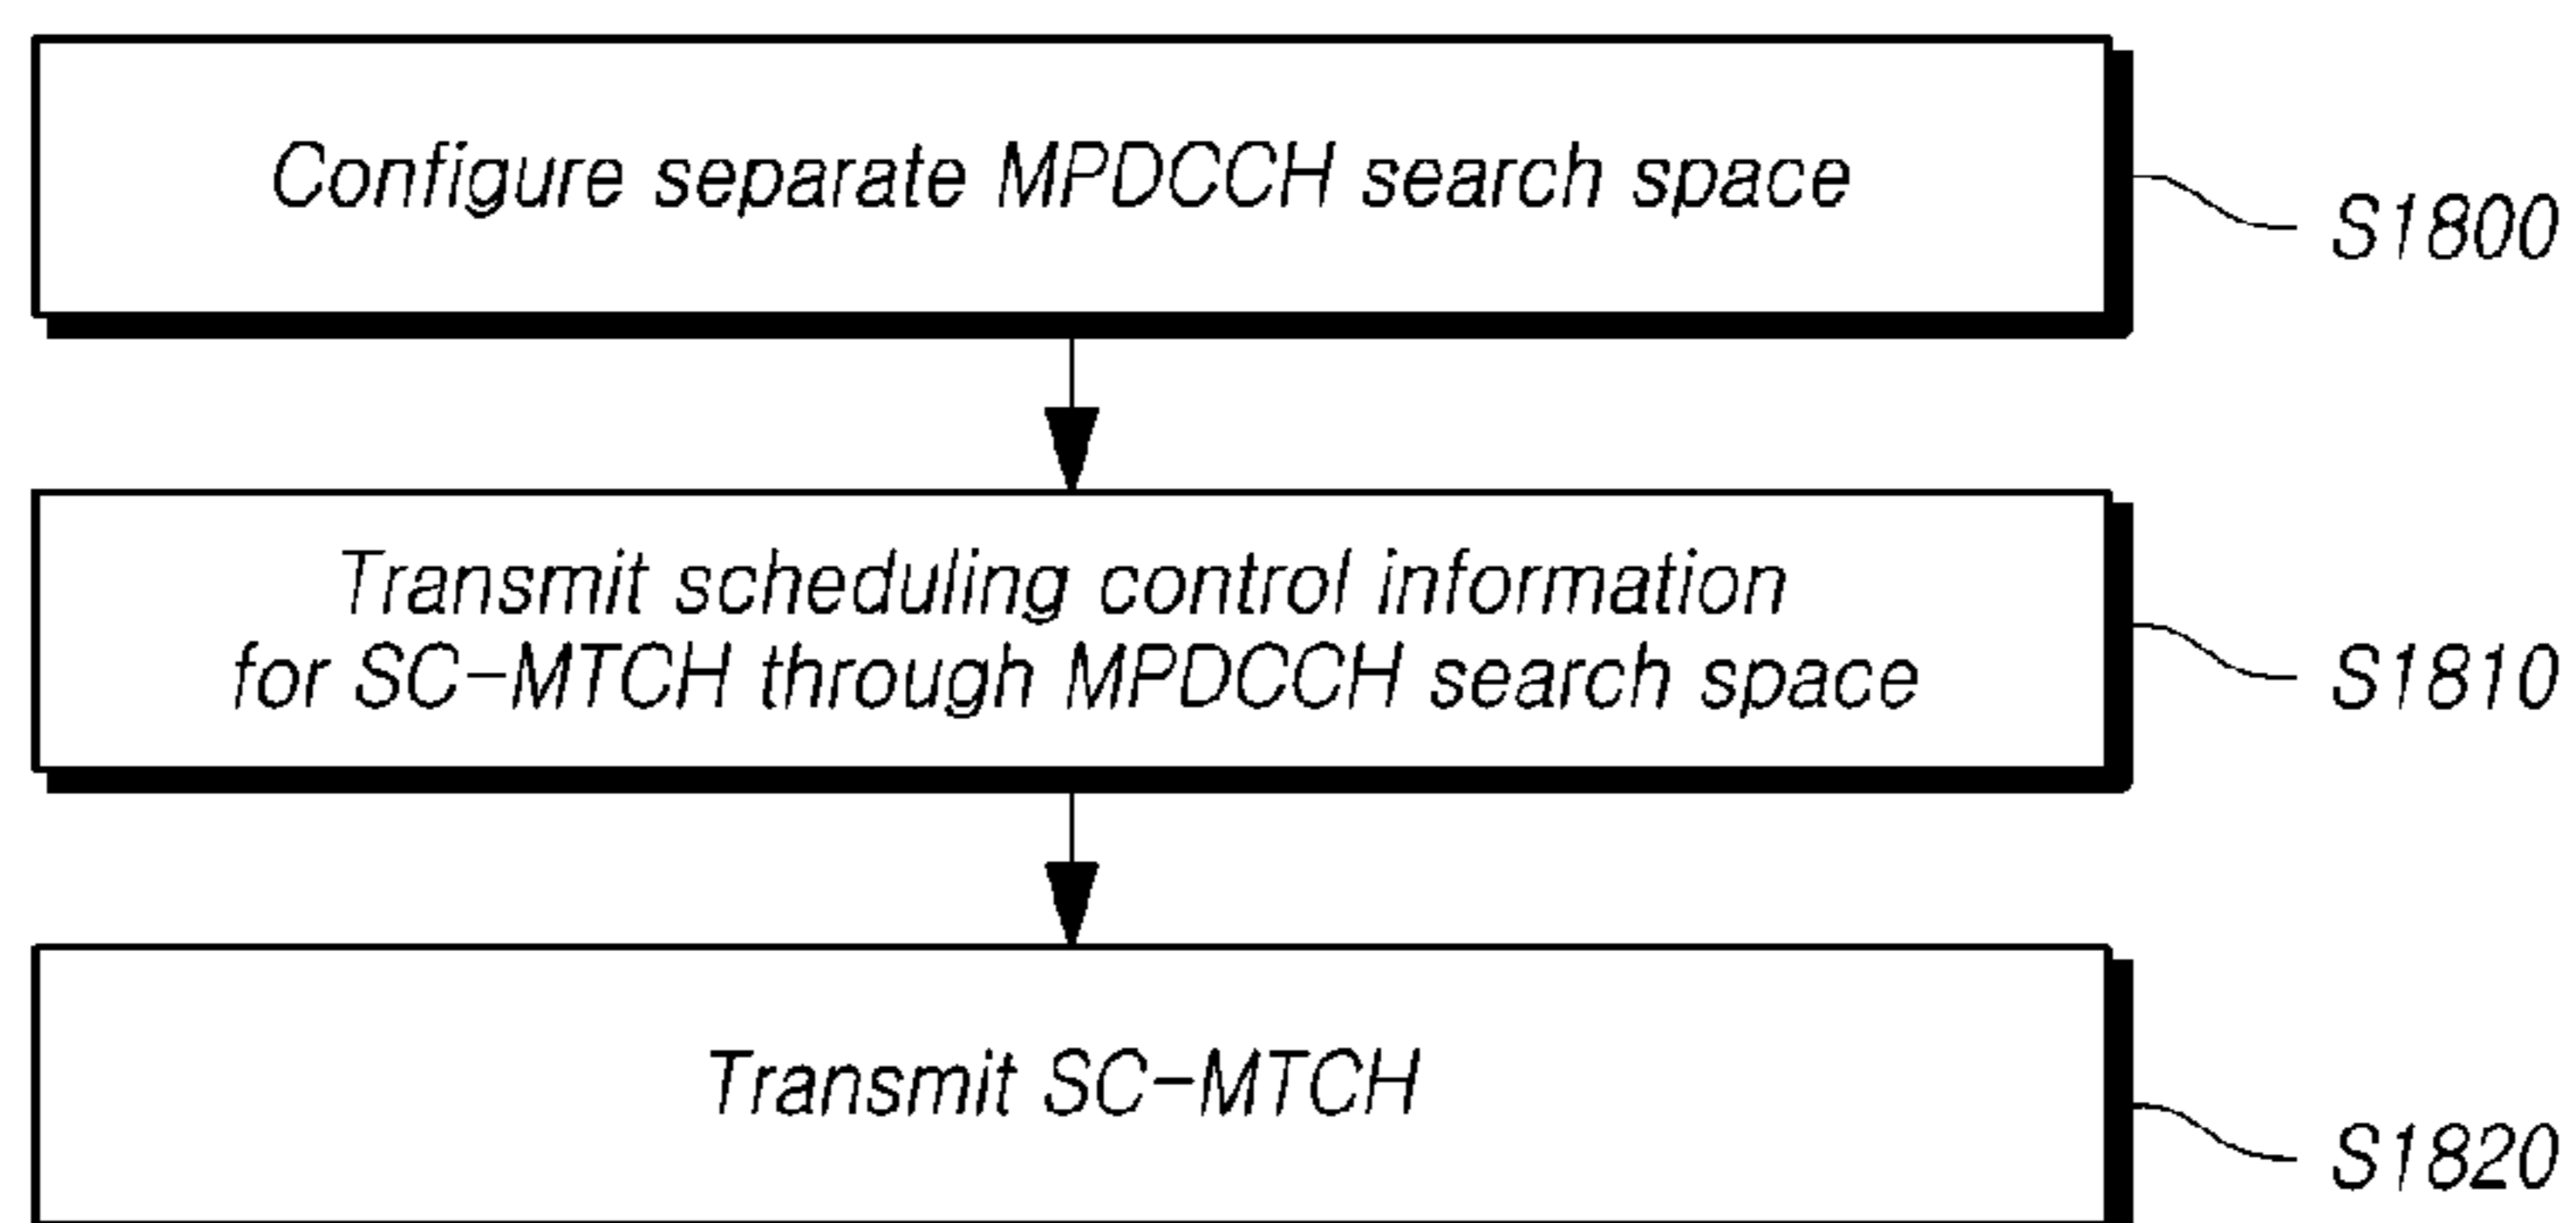 Configure separate MPDCCH search space
S1800
Transmit scheduling control information
for SC-MTCH through MPDCCH search space
S1810
Transmit SC-MTCH
S1820